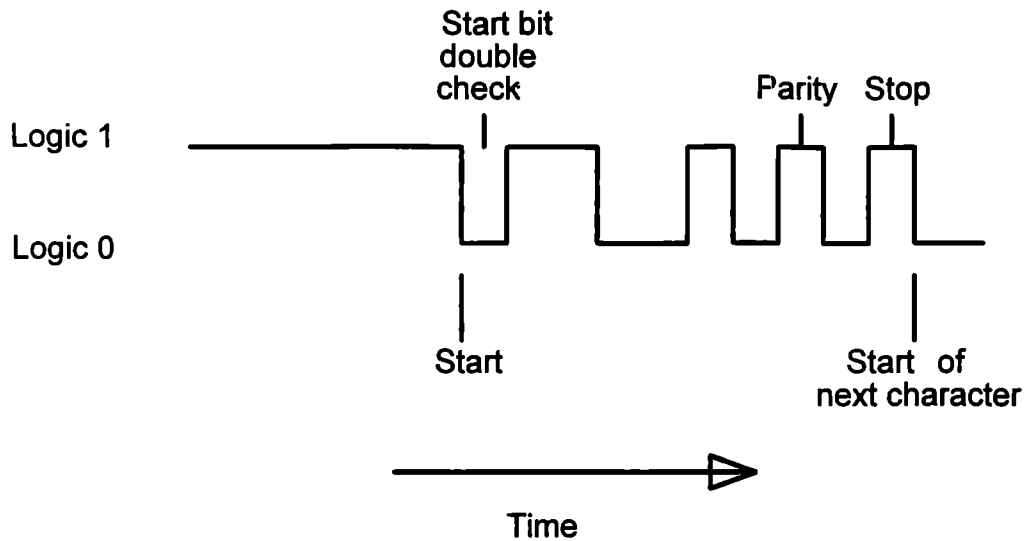 Start bit
double
check
Parity Stop
Logic 1
Logic 0
Start
Start of
next character
Time